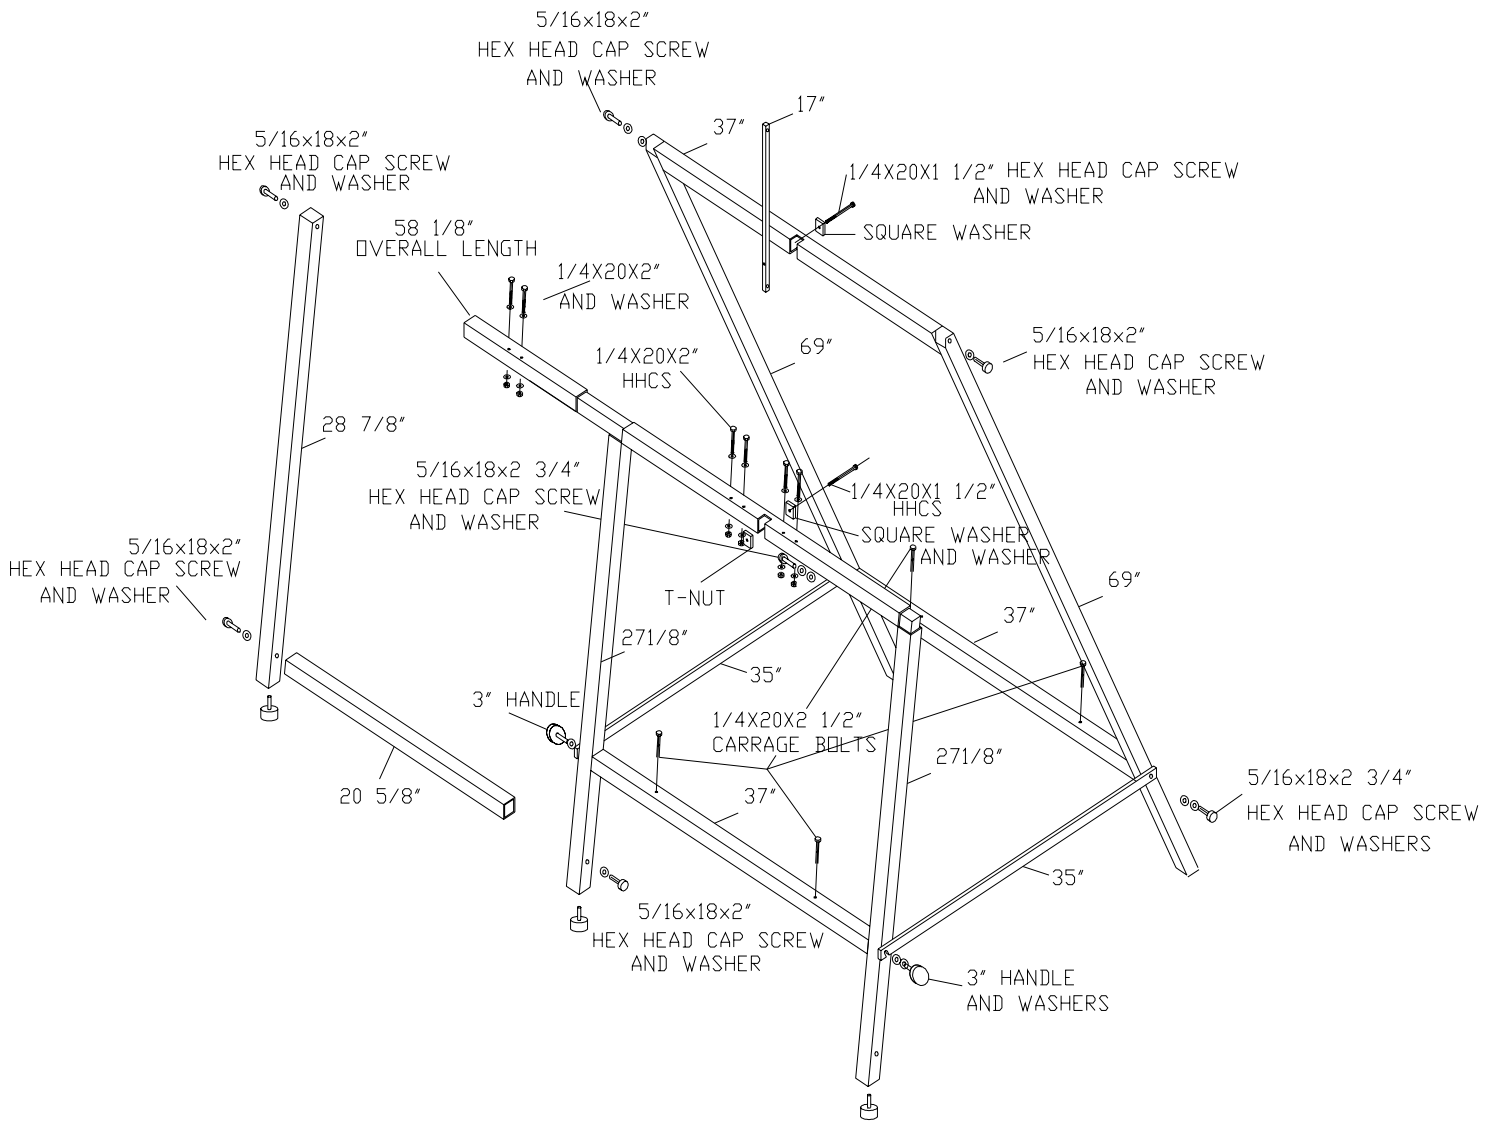 5/16x18x2"
HEX HEAD CAP SCREW
AND WASHER
17"
37"
5/16x18x2"
HEX HEAD CAP SCREW
AND WASHER
1/4X20X1 1/2" HEX HEAD CAP SCREW
AND WASHER
SQUARE WASHER
58 1/8"
OVERALL LENGTH
1/4X20X2"
AND WASHER
5/16x18x2"
HEX HEAD CAP SCREW
AND WASHER
69"
1/4X20X2"
HHCS
28 7/8"
5/16x18x2 3/4"
HEX HEAD CAP SCREW
AND WASHER
1/4X20X1 1/2"
HHCS
SQUARE WASHER
AND WASHER
5/16x18x2"
HEX HEAD CAP SCREW
AND WASHER
T-NUT
69"
37"
271/8"
35"
3" HANDLE
1/4X20X2 1/2"
CARRAGE BOLTS
271/8"
20 5/8"
37"
5/16x18x2 3/4"
HEX HEAD CAP SCREW
AND WASHERS
35"
5/16x18x2"
HEX HEAD CAP SCREW
AND WASHER
3" HANDLE
AND WASHERS